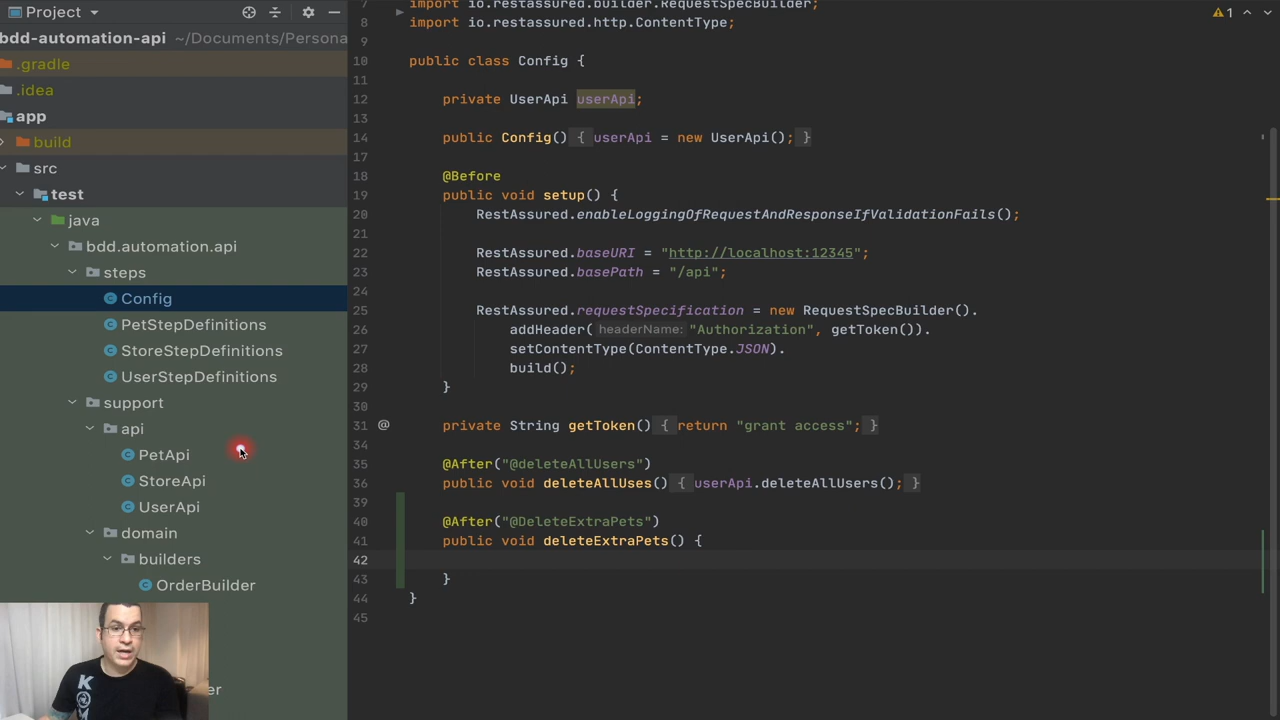 Project
bdd-automation-api ~/Documents/Persona
.gradle
.idea
app
build
src
test
java
bdd.automation.api
steps
Config
PetStepDefinitions
StoreStepDefinitions
UserStepDefinitions
support
api
PetApi
StoreApi
UserApi
domain
builders
OrderBuilder
1
import io.restassured.builder.RequestSpecBuilder;
8 import io.restassured.http.ContentType;
9
10 public class Config {
11
12 private UserApi userApi;
13
14 public Config() { userApi = new UserApi(); }
17
18 @Before
19 public void setup() {
20 RestAssured.enableLoggingOfRequestAndResponseIfValidationFails();
21
22 RestAssured.baseURI = "http://localhost:12345";
23 RestAssured.basePath = "/api";
24
25 RestAssured.requestSpecification = new RequestSpecBuilder().
26 addHeader( headerName: "Authorization", getToken()).
27 setContentType(ContentType.JSON).
28 build();
29 }
30
31 @ private String getToken() { return "grant access"; }
34
35 @After("@deleteAllUsers")
36 public void deleteAllUses() { userApi.deleteAllUsers(); }
39
40 @After("@DeleteExtraPets")
41 public void deleteExtraPets() {
42
43 }
44 }
45